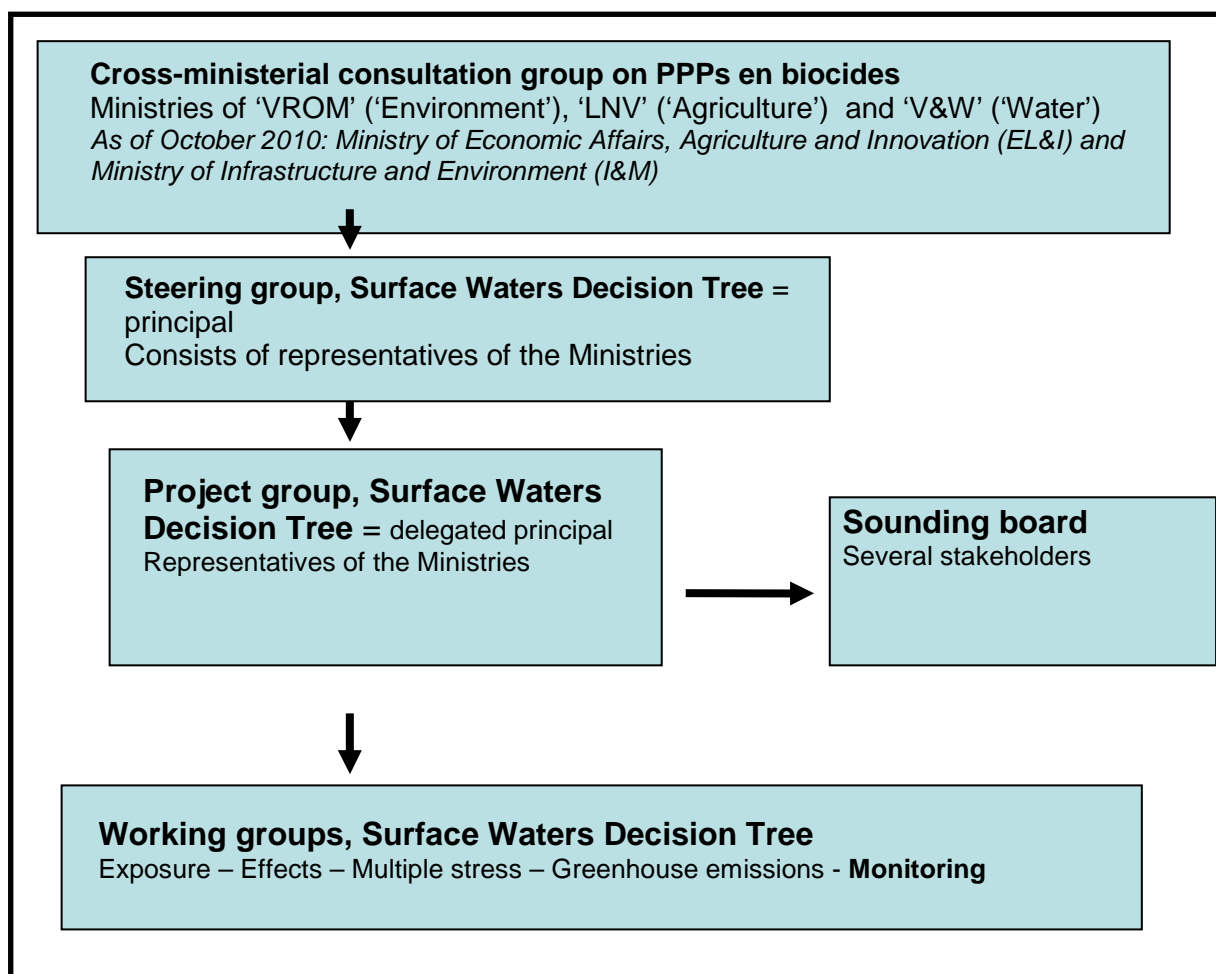 Cross-ministerial consultation group on PPPs en biocides
Ministries of ‘VROM’ (‘Environment’), ‘LNV’ (‘Agriculture’) and ‘V&W’ (‘Water’)
As of October 2010: Ministry of Economic Affairs, Agriculture and Innovation (EL&I) and
Ministry of Infrastructure and Environment (I&M)
Steering group, Surface Waters Decision Tree =
principal
Consists of representatives of the Ministries
Project group, Surface Waters
Decision Tree = delegated principal
Representatives of the Ministries
Sounding board
Several stakeholders
Working groups, Surface Waters Decision Tree
Exposure – Effects – Multiple stress – Greenhouse emissions - Monitoring